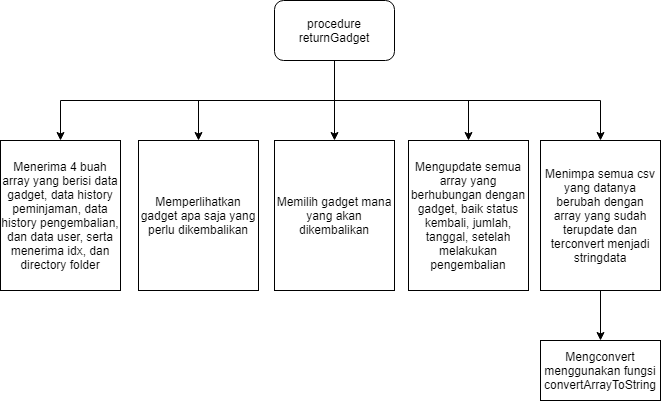 procedure
returnGadget
Menerima 4 buah
array yang berisi data
gadget, data history
peminjaman, data
history pengembalian,
dan data user, serta
menerima idx, dan
directory folder
Memperlihatkan
gadget apa saja yang
perlu dikembalikan
Memilih gadget mana
yang akan
dikembalikan
Mengupdate semua
array yang
berhubungan dengan
gadget, baik status
kembali, jumlah,
tanggal, setelah
melakukan
pengembalian
Menimpa semua csv
yang datanya
berubah dengan
array yang sudah
terupdate dan
terconvert menjadi
stringdata
Mengconvert
menggunakan fungsi
convertArrayToString